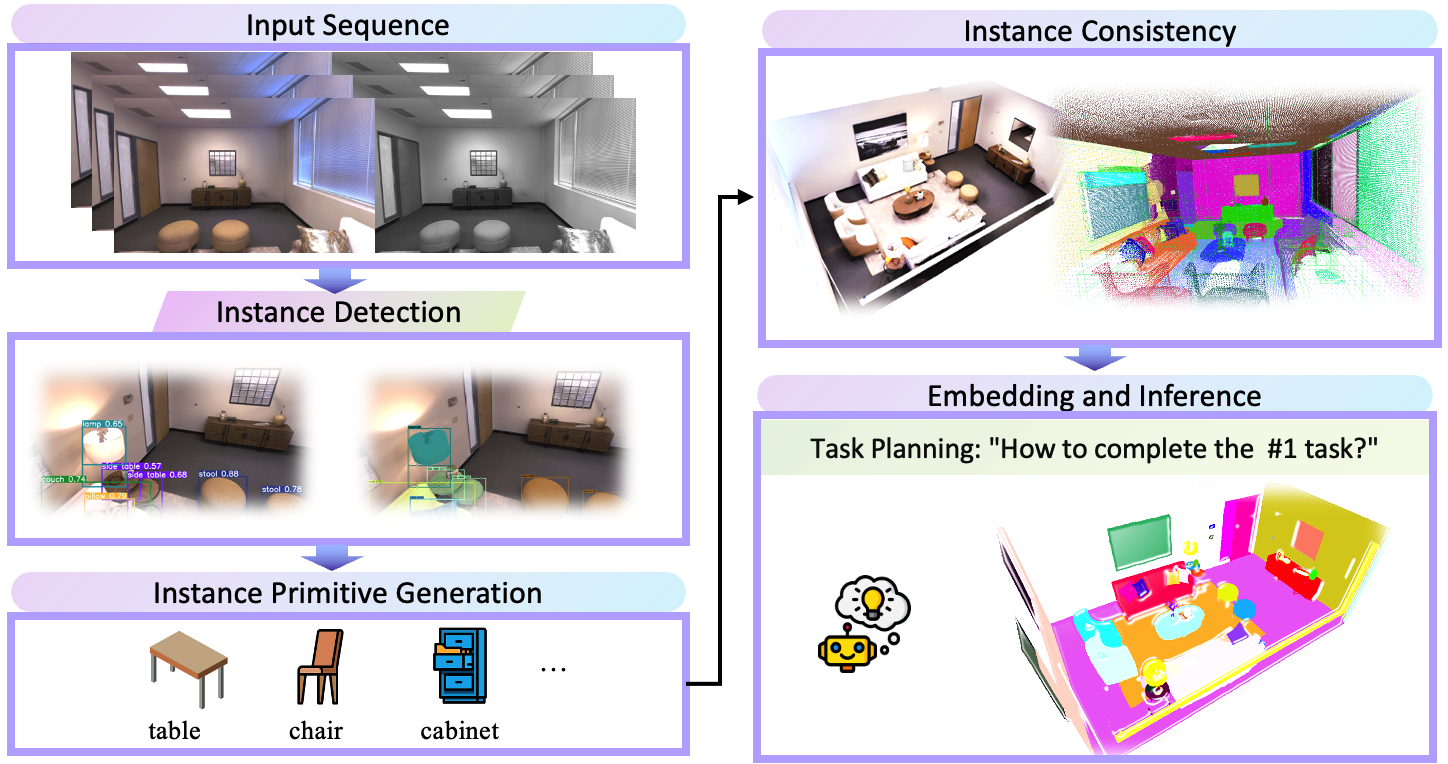 Input Sequence
Instance Detection
lamp 0.65
side table 0.57
side table 0.68
couch 0.74
pillow 0.79
stool 0.88
stool 0.78
Instance Primitive Generation
table
chair
cabinet
...
Instance Consistency
Embedding and Inference
Task Planning: "How to complete the #1 task?"